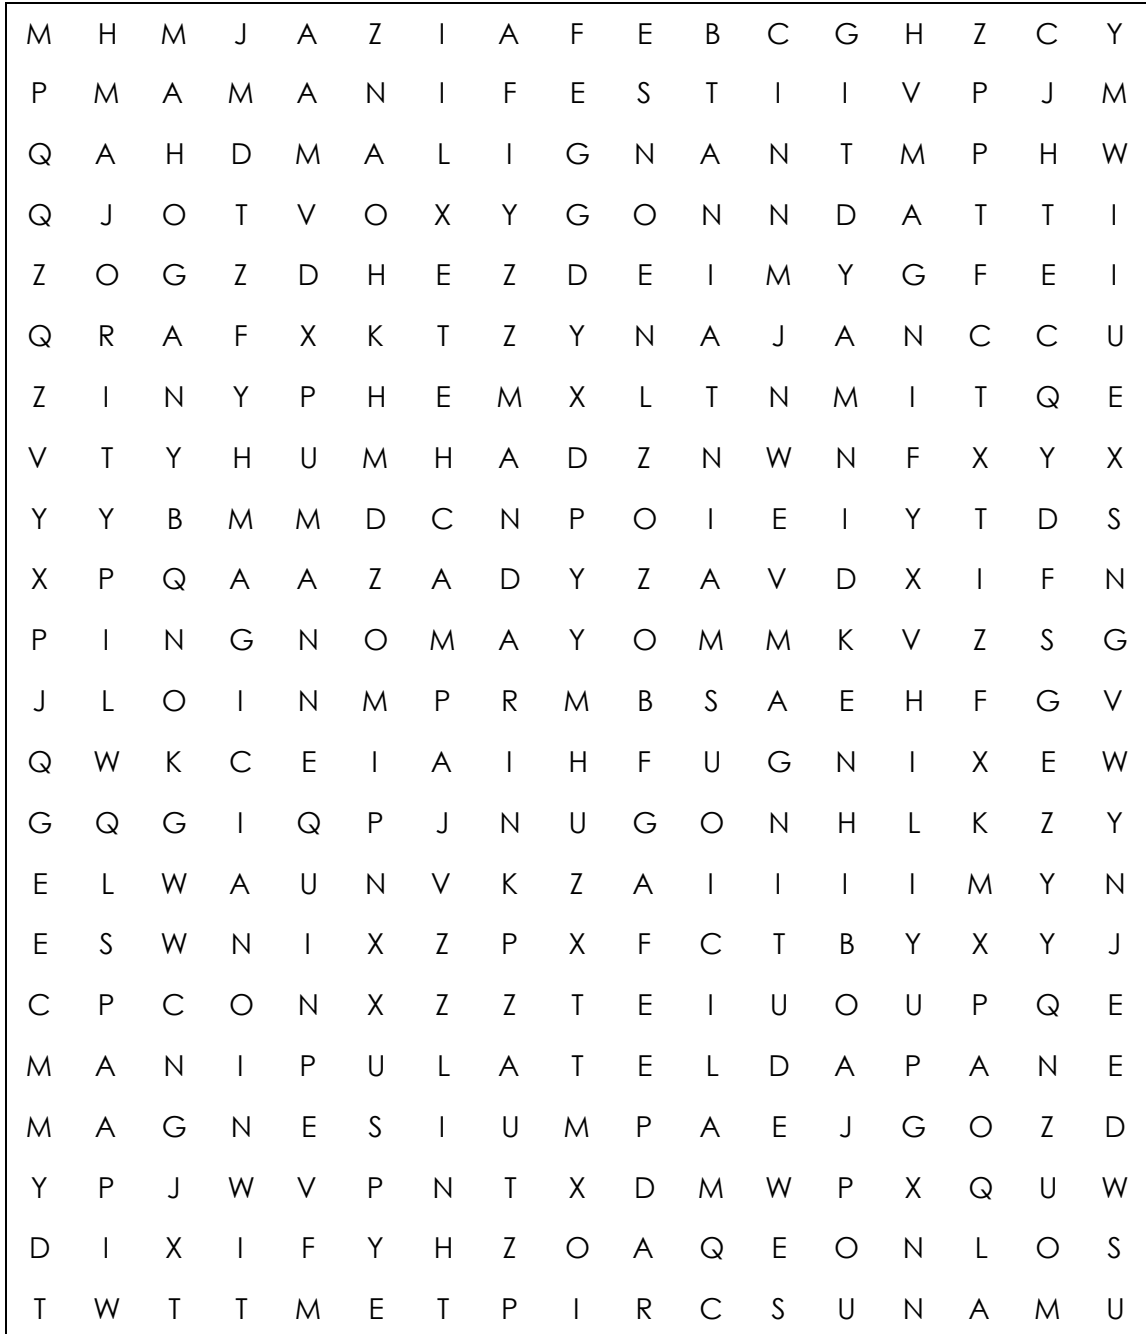 M H M J A Z I A F E B C G H Z C Y
P M A M A N I F E S T I I V P J M
Q A H D M A L I G N A N T M P H W
Q J O T V O X Y G O N N D A T T I
Z O G Z D H E Z D E I M Y G F E I
Q R A F X K T Z Y N A J A N C C U
Z I N Y P H E M X L T N M I T Q E
V T Y H U M H A D Z N W N F X Y X
Y Y B M M D C N P O I E I Y T D S
X P Q A A Z A D Y Z A V D X I F N
P I N G N O M A Y O M M K V Z S G
J L O I N M P R M B S A E H F G V
Q W K C E I A I H F U G N I X E W
G Q G I Q P J N U G O N H L K Z Y
E L W A U N V K Z A I I I I M Y N
E S W N I X Z P X F C T B Y X Y J
C P C O N X Z Z T E I U O U P Q E
M A N I P U L A T E L D A P A N E
M A G N E S I U M P A E J G O Z D
Y P J W V P N T X D M W P X Q U W
D I X I F Y H Z O A Q E O N L O S
T W T T M E T P I R C S U N A M U